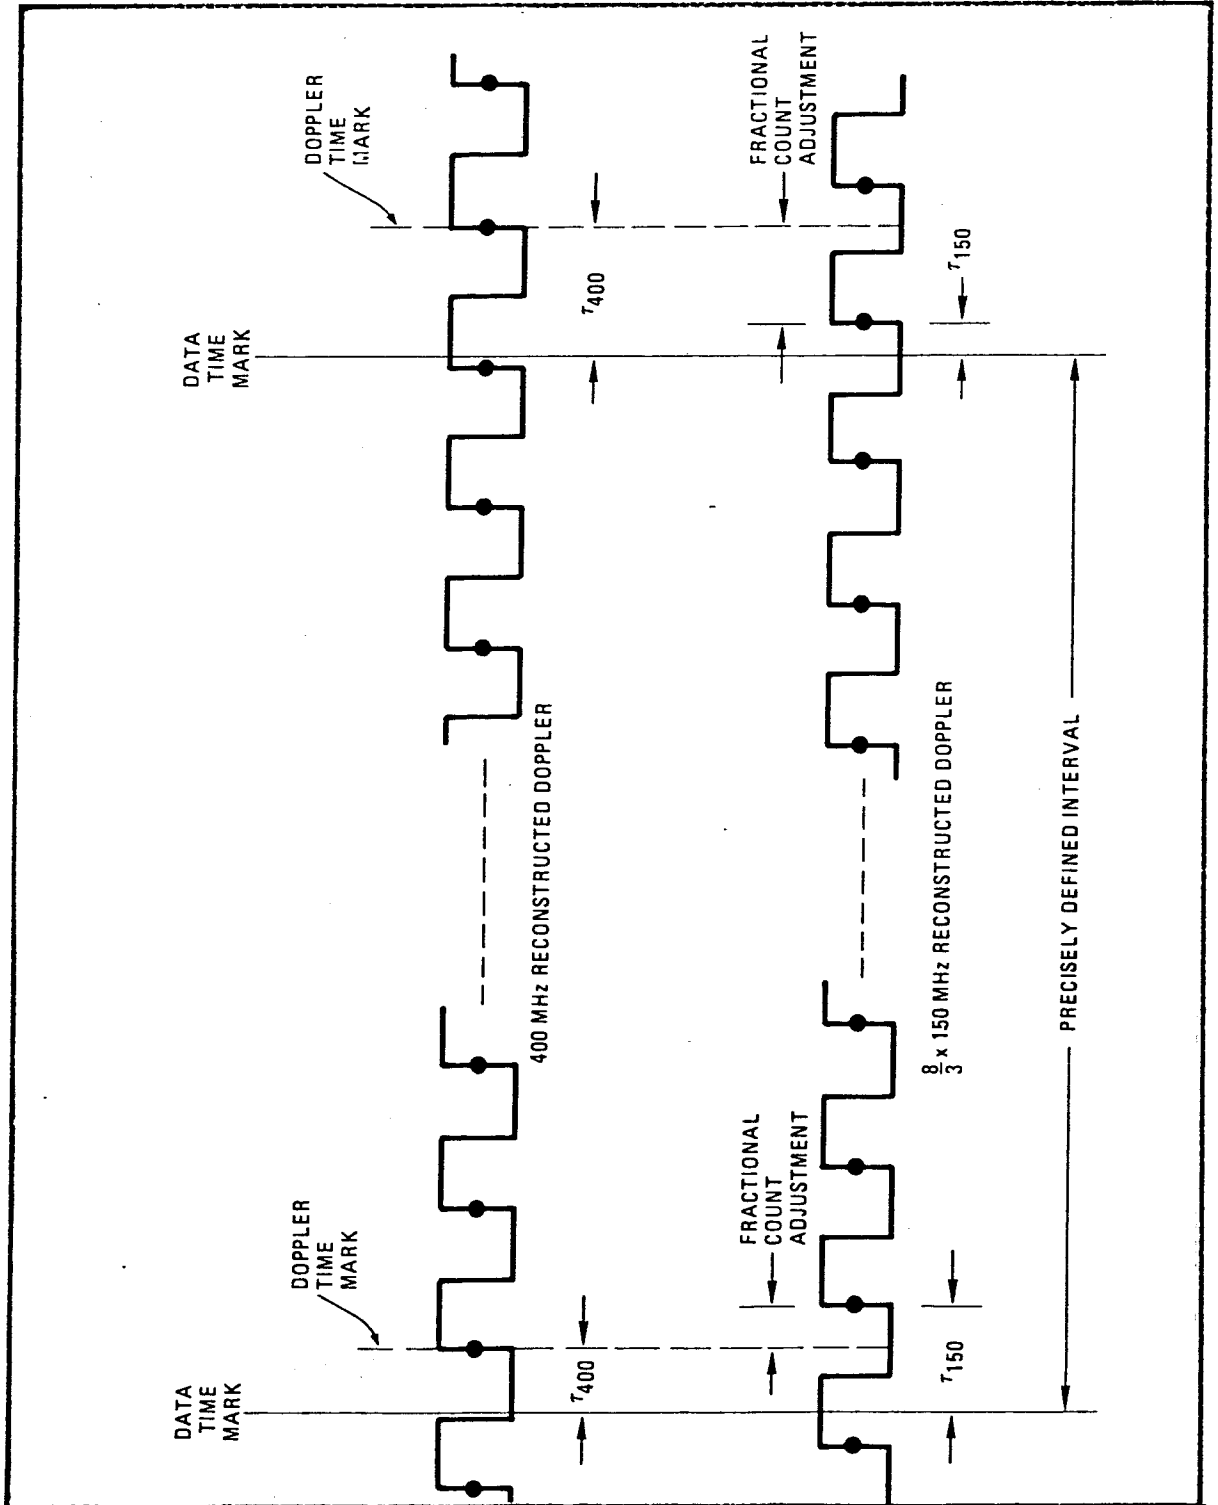 DATA
TIME
MARK
DOPPLER
TIME
MARK
τ400
FRACTIONAL
COUNT
ADJUSTMENT
τ150
400 MHz RECONSTRUCTED DOPPLER
8/3 x 150 MHz RECONSTRUCTED DOPPLER
PRECISELY DEFINED INTERVAL
DATA
TIME
MARK
DOPPLER
TIME
MARK
τ400
FRACTIONAL
COUNT
ADJUSTMENT
τ150